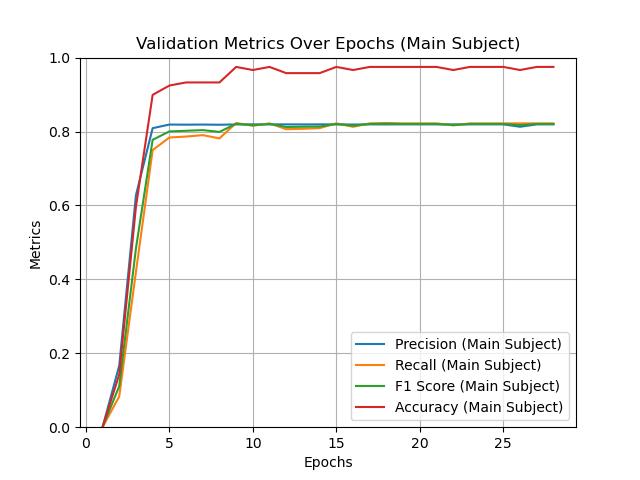 Validation Metrics Over Epochs (Main Subject)
1.0
0.8
0.6
0.4
0.2
0.0
Metrics
0 5 10 15 20 25
Epochs
Precision (Main Subject)
Recall (Main Subject)
F1 Score (Main Subject)
Accuracy (Main Subject)